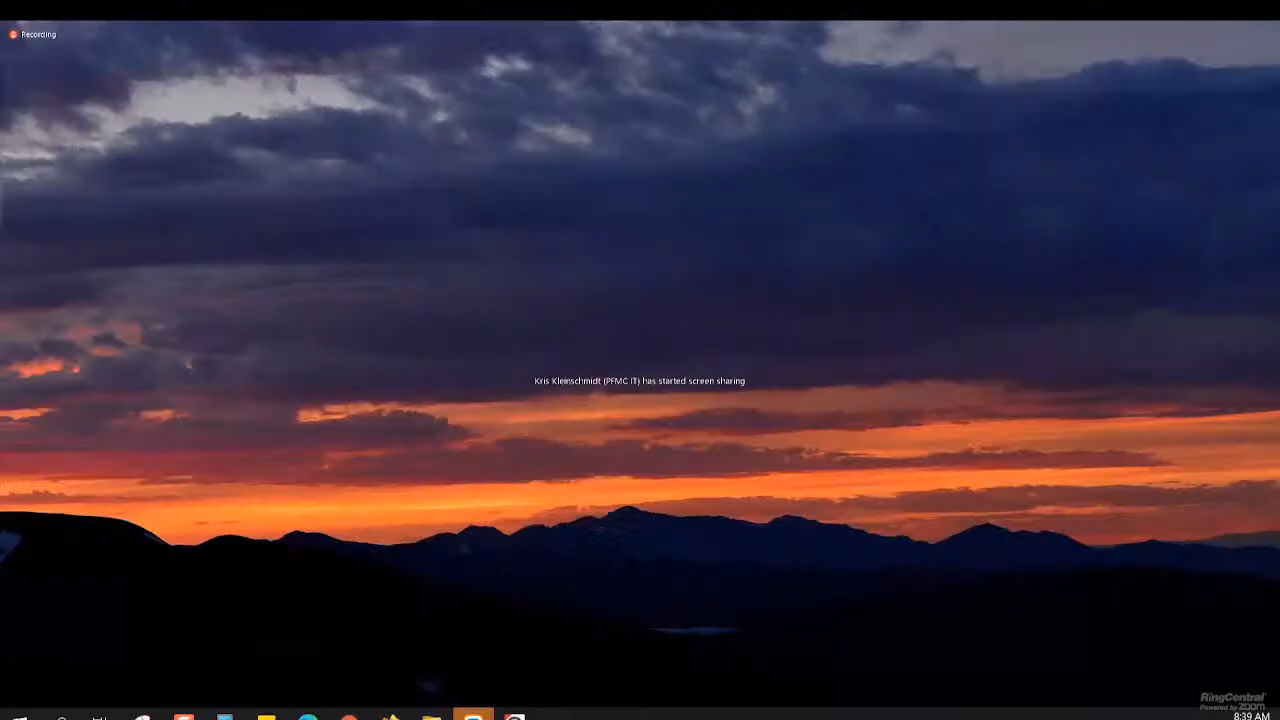 Recording
Kris Kleinschmidt (PFMC IT) has started screen sharing
RingCentral
Powered by zoom
8:39 AM